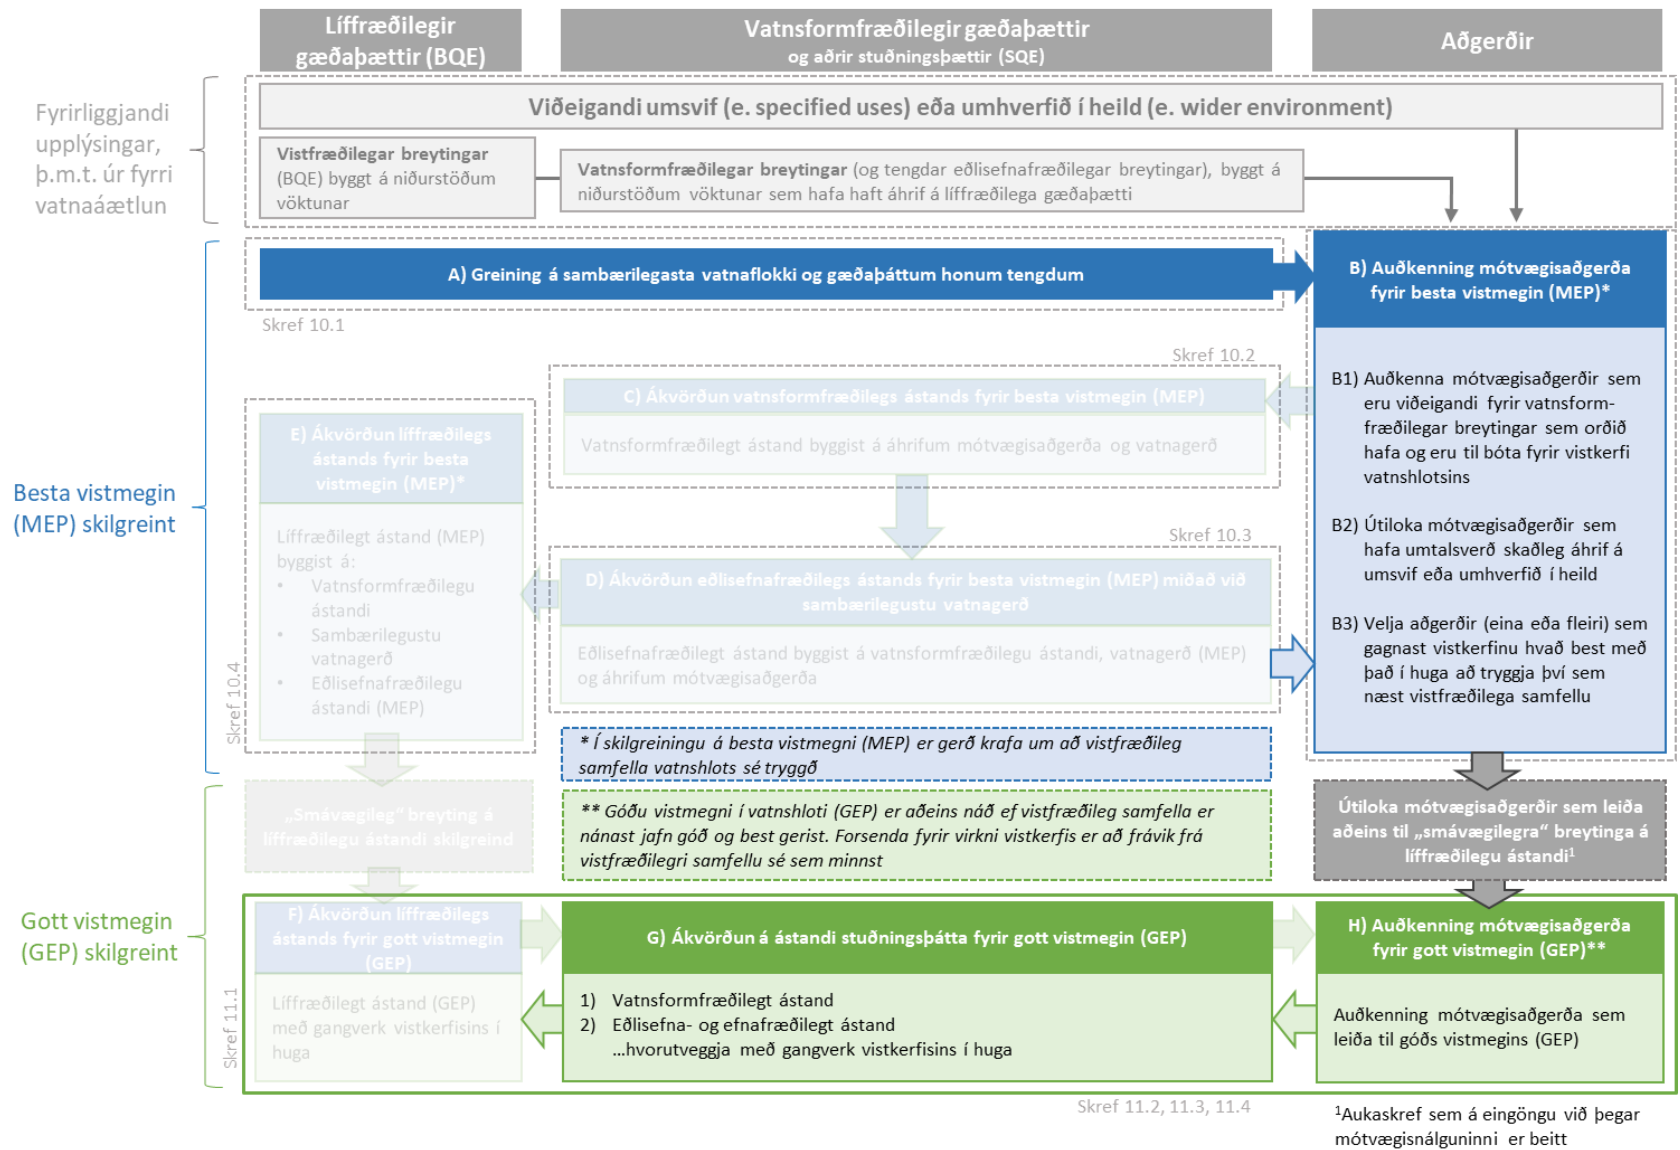 Líffræðilegir
gæðaþættir (BQE)
Vatnsformfræðilegir gæðaþættir
og aðrir stuðningsþættir (SQE)
Aðgerðir
Fyrirliggjandi
upplýsingar,
þ.m.t. úr fyrri
vatnaáætlun
Viðeigandi umsvif (e. specified uses) eða umhverfið í heild (e. wider environment)
Vistfræðilegar breytingar
(BQE) byggt á niðurstöðum
vöktunar
Vatnsformfræðilegar breytingar (og tengdar eðlisefnafræðilegar breytingar), byggt á
niðurstöðum vöktunar sem hafa haft áhrif á líffræðilega gæðaþætti
A) Greining á sambærilegasta vatnaflokki og gæðaþáttum honum tengdum
Skref 10.1
B) Auðkenning mótvægisaðgerða
fyrir besta vistmegin (MEP)*
B1) Auðkenna mótvægisaðgerðir sem
eru viðeigandi fyrir vatnsform-
fræðilegar breytingar sem orðið
hafa og eru til bóta fyrir vistkerfi
vatnshlotsins
B2) Útiloka mótvægisaðgerðir sem
hafa umtalsverð skaðleg áhrif á
umsvif eða umhverfið í heild
B3) Velja aðgerðir (eina eða fleiri) sem
gagnast vistkerfinu hvað best með
það í huga að tryggja því sem
næst vistfræðilega samfellu
Skref 10.2
C) Ákvörðun vatnsformfræðilegs ástands fyrir besta vistmegin (MEP)
Vatnsformfræðilegt ástand byggist á áhrifum mótvægisaðgerða og vatnagerð
Besta vistmegin
(MEP) skilgreint
E) Ákvörðun líffræðilegs
ástands fyrir besta
vistmegin (MEP)*
Líffræðilegt ástand (MEP)
byggist á:
• Vatnsformfræðilegu
ástandi
• Sambærilegustu
vatnagerð
• Eðlisefnafræðilegu
ástandi (MEP)
Skref 10.4
Skref 10.3
D) Ákvörðun eðlisefnafræðilegs ástands fyrir besta vistmegin (MEP) miðað við
sambærilegustu vatnagerð
Eðlisefnafræðilegt ástand byggist á vatnsformfræðilegu ástandi, vatnagerð (MEP)
og áhrifum mótvægisaðgerða
* Í skilgreiningu á besta vistmegni (MEP) er gerð krafa um að vistfræðileg
samfella vatnshlots sé tryggð
** Góðu vistmegni í vatnshloti (GEP) er aðeins náð ef vistfræðileg samfella er
nánast jafn góð og best gerist. Forsenda fyrir virkni vistkerfis er að frávik frá
vistfræðilegri samfellu sé sem minnst
„Smávægileg“ breyting á
líffræðilegu ástandi skilgreind
Útiloka mótvægisaðgerðir sem leiða
aðeins til „smávægilegra“ breytinga á
líffræðilegu ástandi¹
Gott vistmegin
(GEP) skilgreint
F) Ákvörðun líffræðilegs
ástands fyrir gott vistmegin
(GEP)
Líffræðilegt ástand (GEP)
með gangverk vistkerfisins í
huga
Skref 11.1
G) Ákvörðun á ástandi stuðningsþátta fyrir gott vistmegin (GEP)
1) Vatnsformfræðilegt ástand
2) Eðlisefna- og efnafræðilegt ástand
...hvorutveggja með gangverk vistkerfisins í huga
H) Auðkenning mótvægisaðgerða
fyrir gott vistmegin (GEP)**
Auðkenning mótvægisaðgerða sem
leiða til góðs vistmegins (GEP)
Skref 11.2, 11.3, 11.4
¹Aukaskref sem á eingöngu við þegar
mótvægisnálguninni er beitt